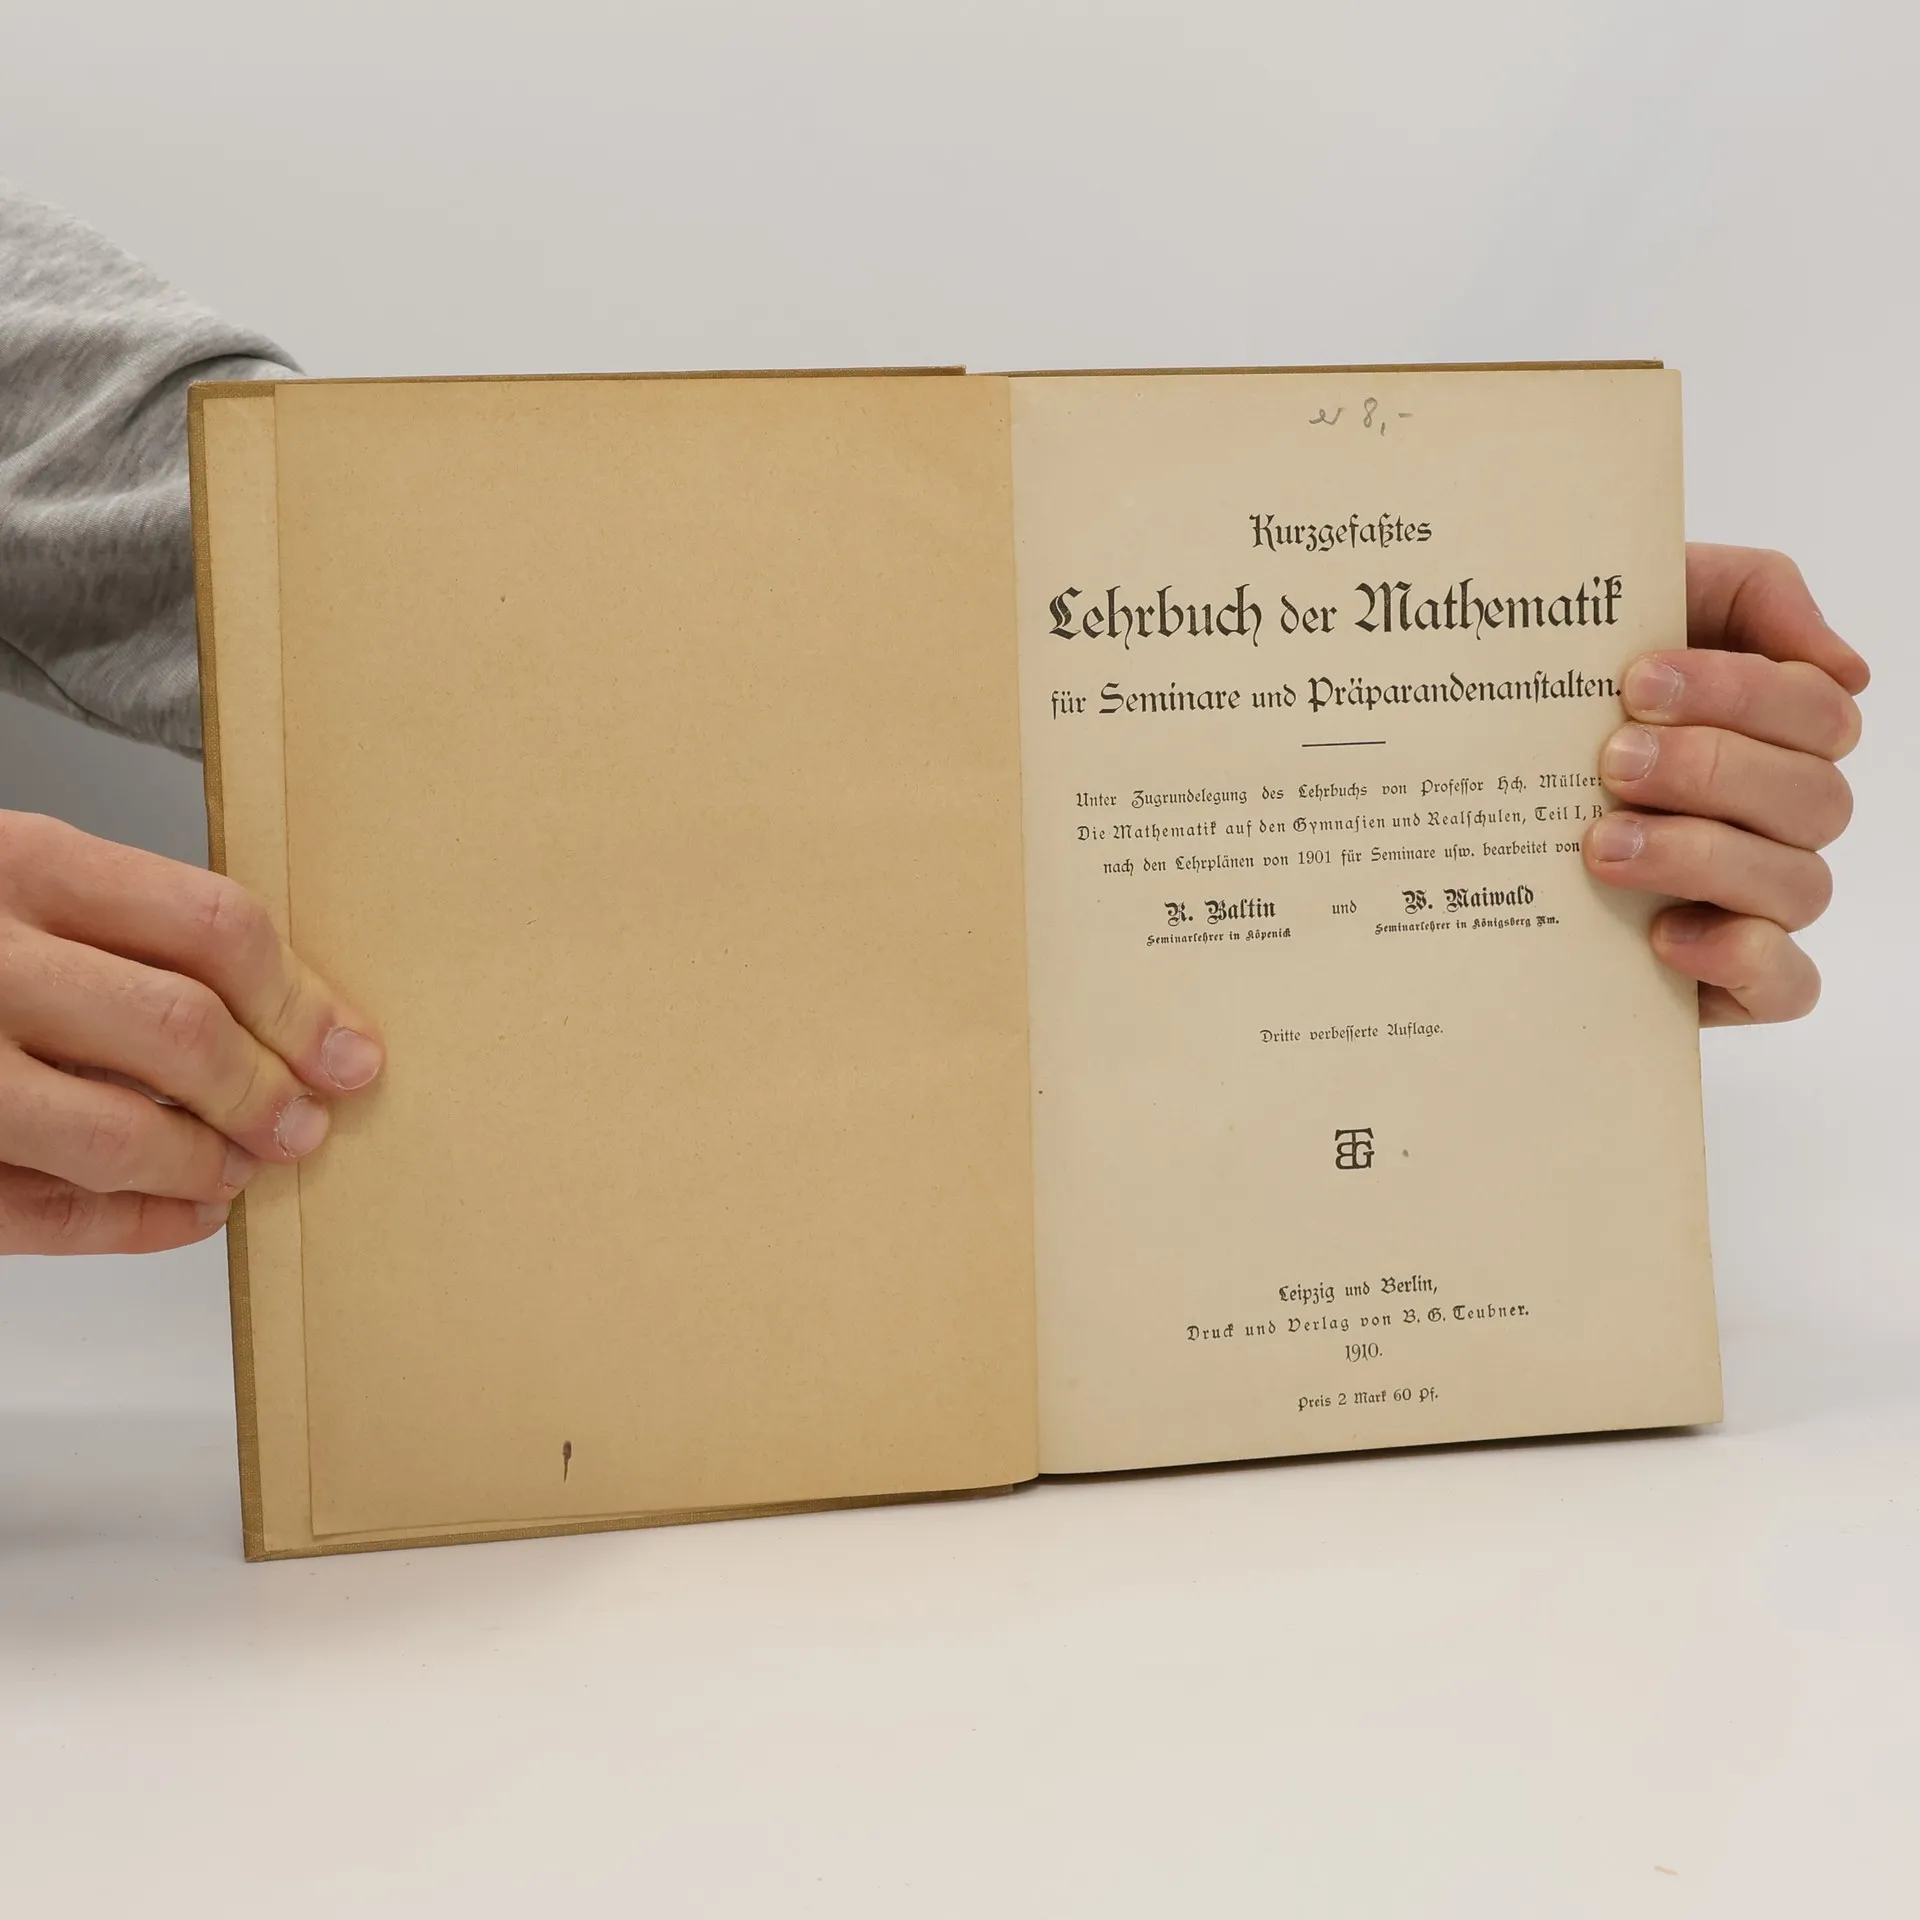 8,-
Kurzgefaßtes
Lehrbuch der Mathematik
für Seminare und Präparandenanſtalten.
Unter Zugrundelegung des Lehrbuchs von Profeſſor Hch. Müller:
Die Mathematik auf den Gymnaſien und Realſchulen, Teil I, B
nach den Lehrplänen von 1901 für Seminare uſw. bearbeitet von
R. Baltin und W. Maiwald
Seminarlehrer in Köpenick Seminarlehrer in Königsberg Nm.
Dritte verbeſſerte Auflage.
BTG
Leipzig und Berlin,
Druck und Verlag von B. G. Teubner.
1910.
Preis 2 Mark 60 Pf.